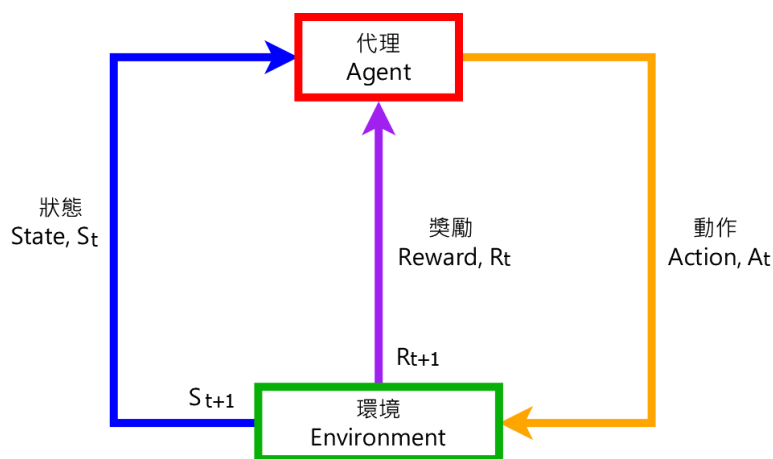 代理
Agent
狀態
State, St
獎勵
Reward, Rt
動作
Action, At
Rt+1
St+1
環境
Environment